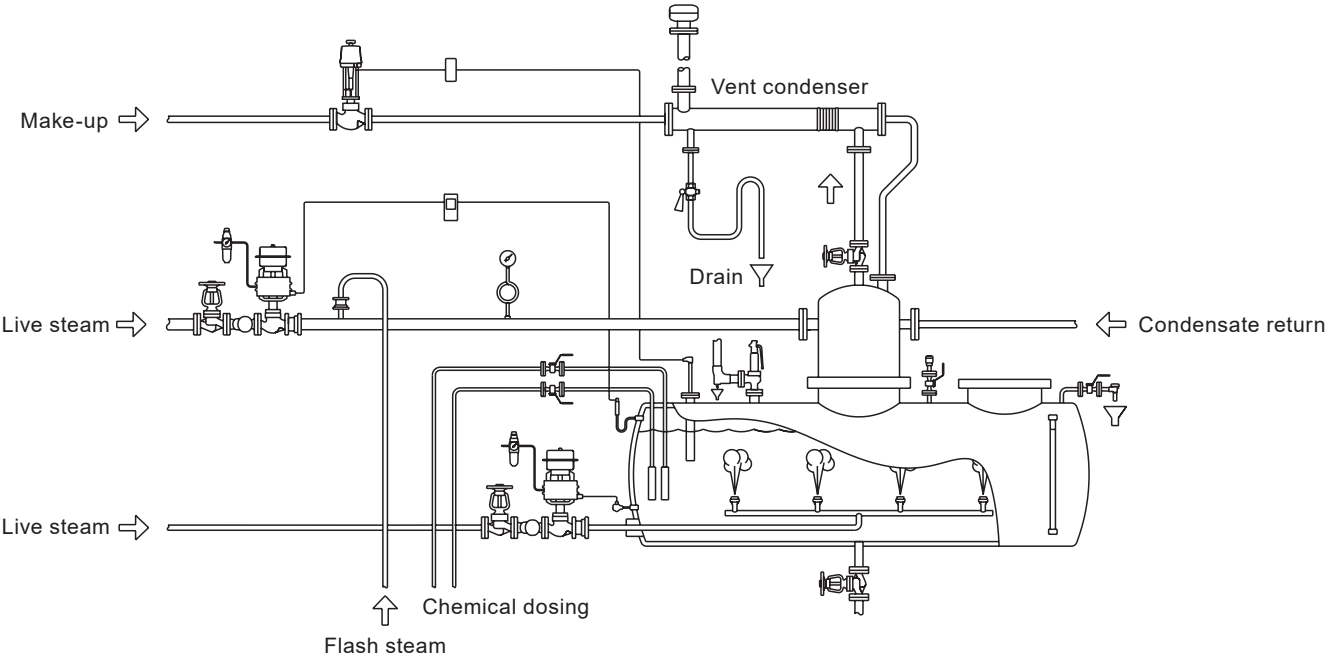 Vent condenser
Make-up
Drain
Live steam
Condensate return
Live steam
Chemical dosing
Flash steam